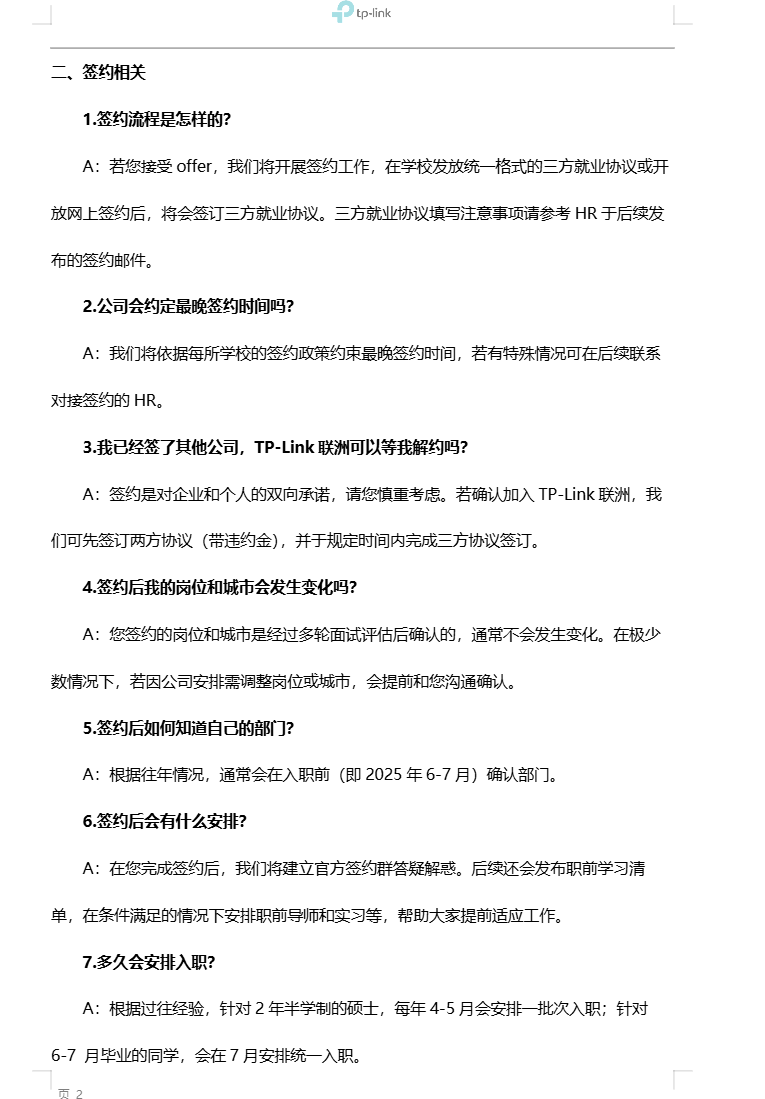 tp-link
二、签约相关
1.签约流程是怎样的？
A：若您接受 offer，我们将开展签约工作，在学校发放统一格式的三方就业协议或开
放网上签约后，将会签订三方就业协议。三方就业协议填写注意事项请参考 HR 于后续发
布的签约邮件。
2.公司会约定最晚签约时间吗？
A：我们将依据每所学校的签约政策约束最晚签约时间，若有特殊情况可在后续联系
对接签约的 HR。
3.我已经签了其他公司，TP-Link 联洲可以等我解约吗？
A：签约是对企业和个人的双向承诺，请您慎重考虑。若确认加入 TP-Link 联洲，我
们可先签订两方协议（带违约金），并于规定时间内完成三方协议签订。
4.签约后我的岗位和城市会发生变化吗？
A：您签约的岗位和城市是经过多轮面试评估后确认的，通常不会发生变化。在极少
数情况下，若因公司安排需调整岗位或城市，会提前和您沟通确认。
5.签约后如何知道自己的部门？
A：根据往年情况，通常会在入职前（即 2025 年 6-7 月）确认部门。
6.签约后会有什么安排？
A：在您完成签约后，我们将建立官方签约群答疑解惑。后续还会发布职前学习清
单，在条件满足的情况下安排职前导师和实习等，帮助大家提前适应工作。
7.多久会安排入职？
A：根据过往经验，针对 2 年半学制的硕士，每年 4-5 月会安排一批次入职；针对
6-7 月毕业的同学，会在 7 月安排统一入职。
页 2